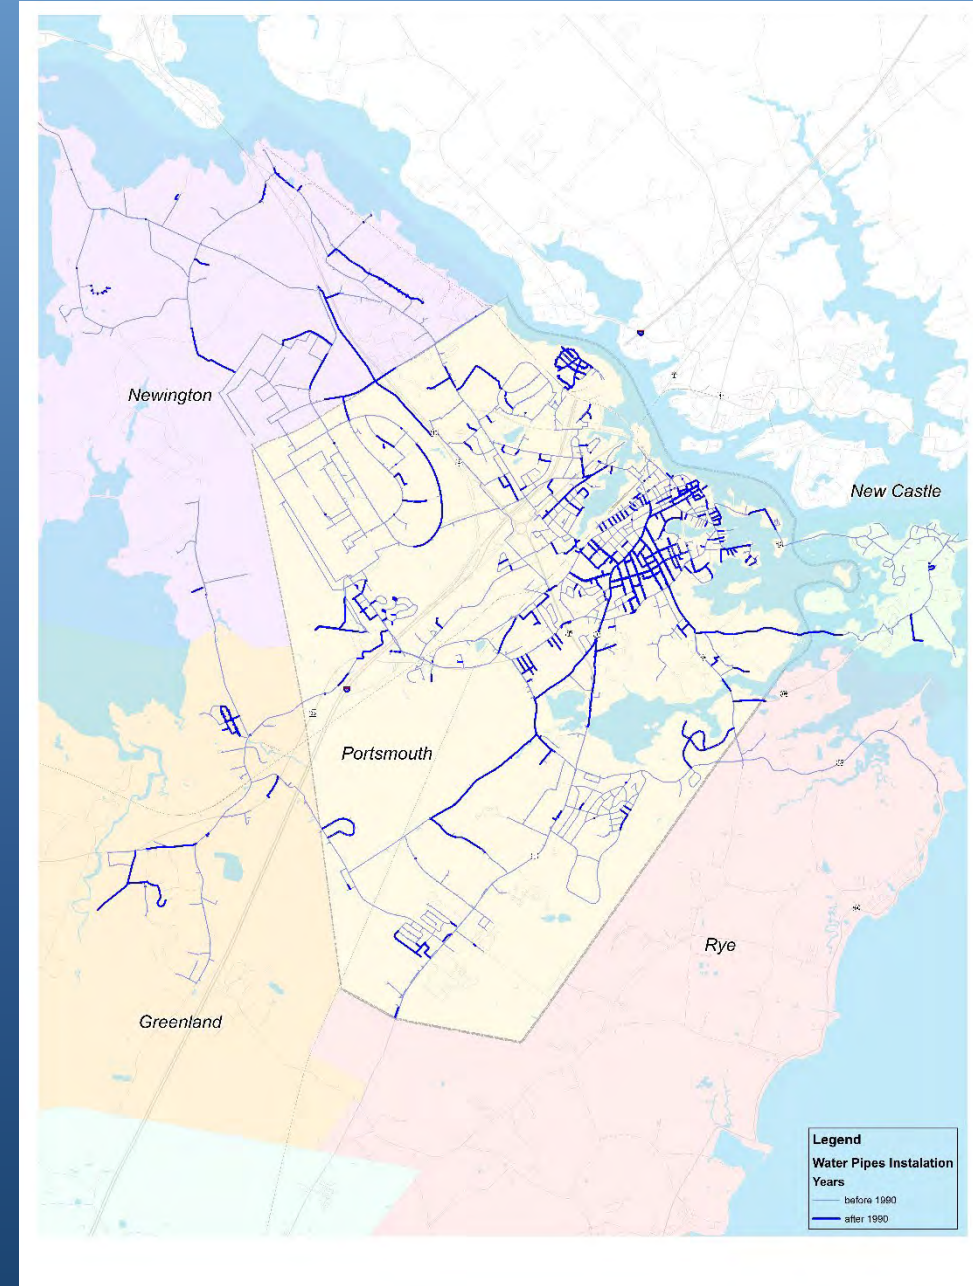 Newington
New Castle
Portsmouth
Rye
Greenland
Legend
Water Pipes Instalation
Years
before 1990
after 1990